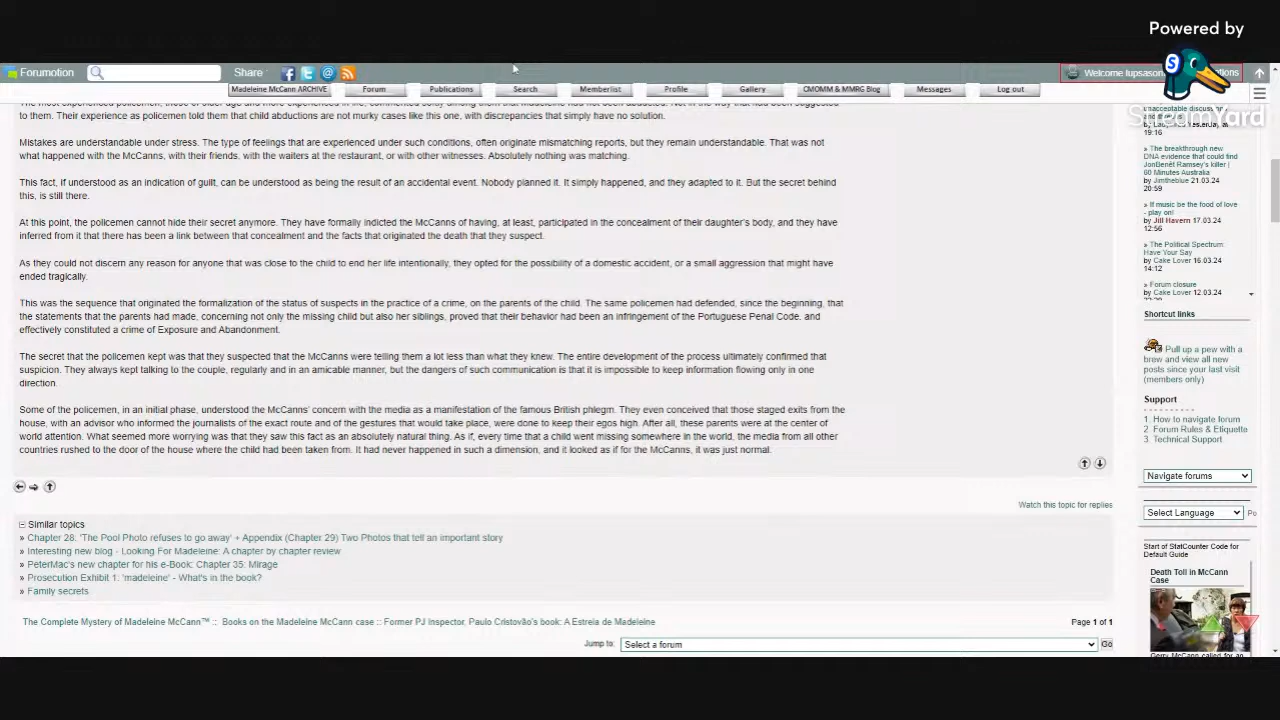 Powered by
StreamYard
Forumotion
Share
Welcome lupsason
Madeleine McCann ARCHIVE
Forum
Publications
Search
Memberlist
Profile
Gallery
CMOMM & MMRG Blog
Messages
Log out
to them. Their experience as policemen told them that child abductions are not murky cases like this one, with discrepancies that simply have no solution.
Mistakes are understandable under stress. The type of feelings that are experienced under such conditions, often originate mismatching reports, but they remain understandable. That was not
what happened with the McCanns, with their friends, with the waiters at the restaurant, or with other witnesses. Absolutely nothing was matching.
This fact, if understood as an indication of guilt, can be understood as being the result of an accidental event. Nobody planned it. It simply happened, and they adapted to it. But the secret behind
this, is still there.
At this point, the policemen cannot hide their secret anymore. They have formally indicted the McCanns of having, at least, participated in the concealment of their daughter's body, and they have
inferred from it that there has been a link between that concealment and the facts that originated the death that they suspect.
As they could not discern any reason for anyone that was close to the child to end her life intentionally, they opted for the possibility of a domestic accident, or a small aggression that might have
ended tragically.
This was the sequence that originated the formalization of the status of suspects in the practice of a crime, on the parents of the child. The same policemen had defended, since the beginning, that
the statements that the parents had made, concerning not only the missing child but also her siblings, proved that their behavior had been an infringement of the Portuguese Penal Code, and
effectively constituted a crime of Exposure and Abandonment.
The secret that the policemen kept was that they suspected that the McCanns were telling them a lot less than what they knew. The entire development of the process ultimately confirmed that
suspicion. They always kept talking to the couple, regularly and in an amicable manner, but the dangers of such communication is that it is impossible to keep information flowing only in one
direction.
Some of the policemen, in an initial phase, understood the McCanns' concern with the media as a manifestation of the famous British phlegm. They even conceived that those staged exits from the
house, with an advisor who informed the journalists of the exact route and of the gestures that would take place, were done to keep their egos high. After all, these parents were at the center of
world attention. What seemed more worrying was that they saw this fact as an absolutely natural thing. As if, every time that a child went missing somewhere in the world, the media from all other
countries rushed to the door of the house where the child had been taken from. It had never happened in such a dimension, and it looked as if for the McCanns, it was just normal.
Watch this topic for replies
Similar topics
» Chapter 28: 'The Pool Photo refuses to go away' + Appendix (Chapter 29) Two Photos that tell an important story
» Interesting new blog - Looking For Madeleine: A chapter by chapter review
» PeterMac's new chapter for his e-Book: Chapter 35: Mirage
» Prosecution Exhibit 1: 'madeleine' - What's in the book?
» Family secrets
The Complete Mystery of Madeleine McCann™ :: Books on the Madeleine McCann case :: Former PJ Inspector, Paulo Cristovão's book: A Estrela de Madeleine
Page 1 of 1
Jump to:
Select a forum
Go
19:16
» The breakthrough new
DNA evidence that could find
JonBenét Ramsey's killer |
60 Minutes Australia
by Jimtheblue 21.03.24
20:59
» If music be the food of love
- play on!
by Jill Havern 17.03.24
12:56
» The Political Spectrum:
Have Your Say
by Cake Lover 16.03.24
14:12
» Forum closure
by Cake Lover 12.03.24
Shortcut links
Pull up a pew with a
brew and view all new
posts since your last visit
(members only)
Support
- - - - - - - - - -
1. How to navigate forum
2. Forum Rules & Etiquette
3. Technical Support
Navigate forums
Select Language
Po
Start of StatCounter Code for
Default Guide
Death Toll in McCann
Case